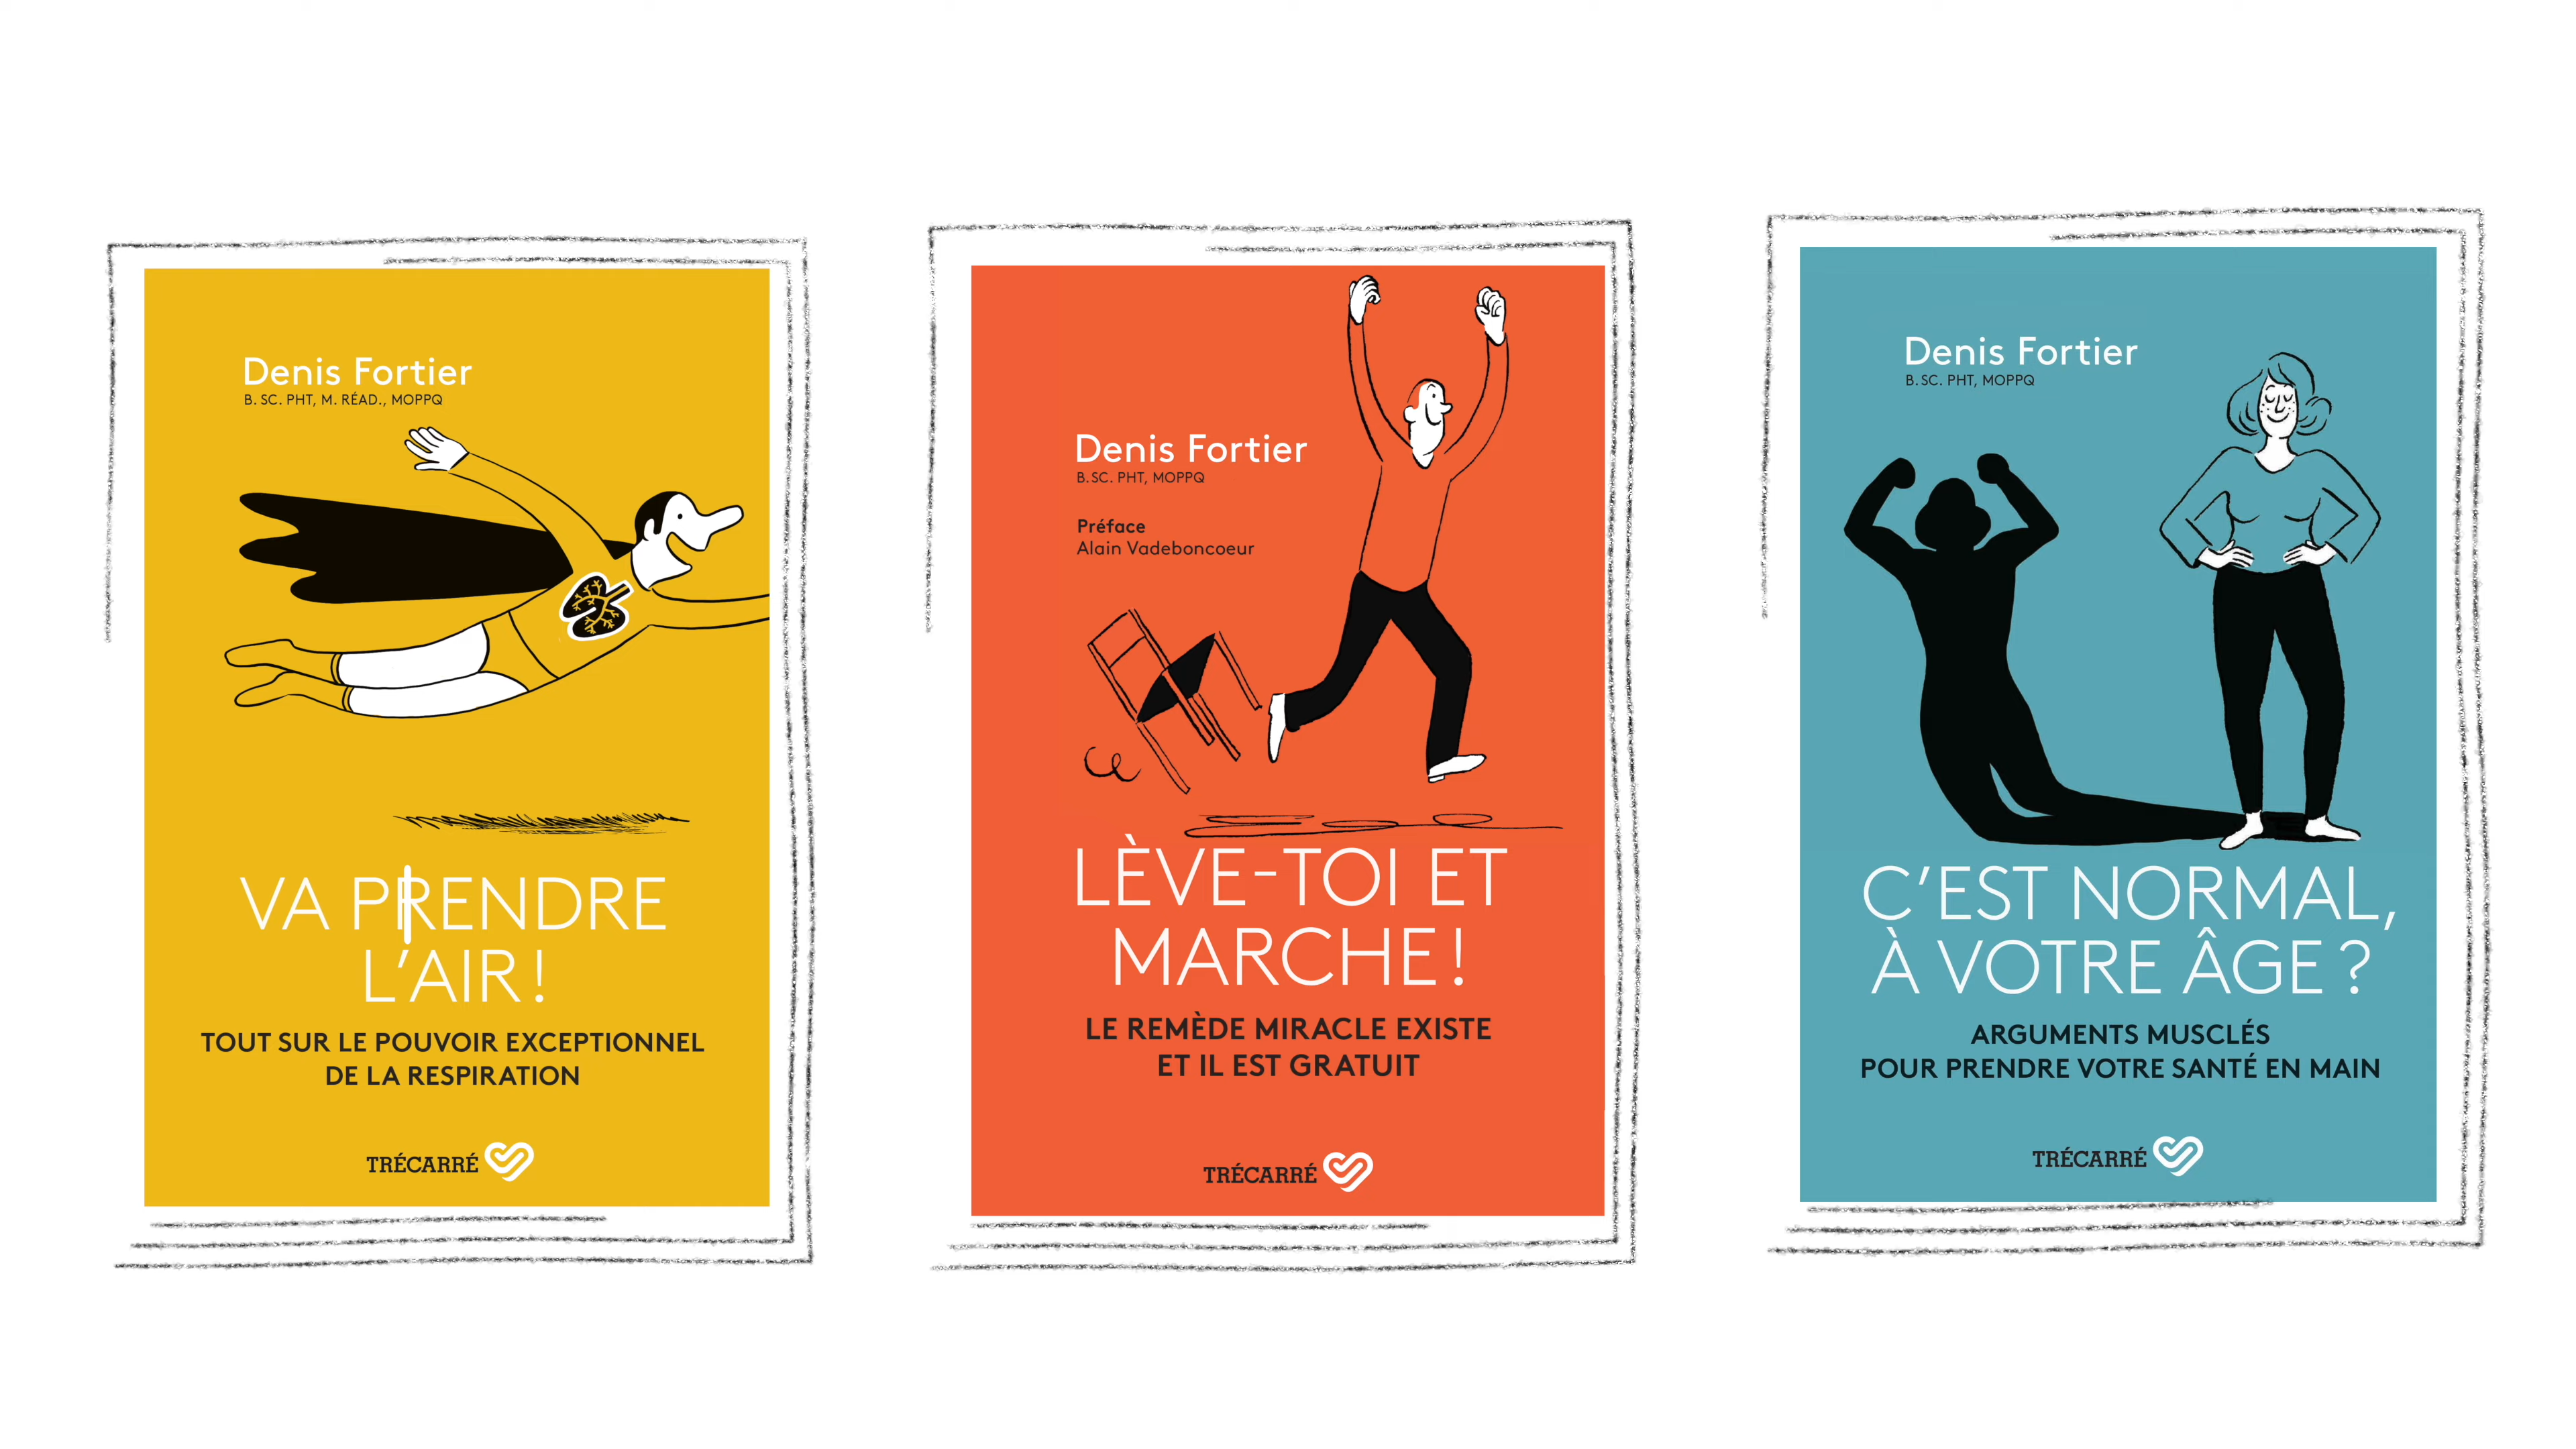 Denis Fortier
B. SC. PHT, M. RÉAD., MOPPQ
VA PRENDRE
L'AIR !
TOUT SUR LE POUVOIR EXCEPTIONNEL
DE LA RESPIRATION
TRÉCARRÉ
Denis Fortier
B. SC. PHT, MOPPQ
Préface
Alain Vadeboncoeur
LÈVE-TOI ET
MARCHE !
LE REMÈDE MIRACLE EXISTE
ET IL EST GRATUIT
TRÉCARRÉ
Denis Fortier
B. SC. PHT, MOPPQ
C'EST NORMAL,
À VOTRE ÂGE ?
ARGUMENTS MUSCLÉS
POUR PRENDRE VOTRE SANTÉ EN MAIN
TRÉCARRÉ